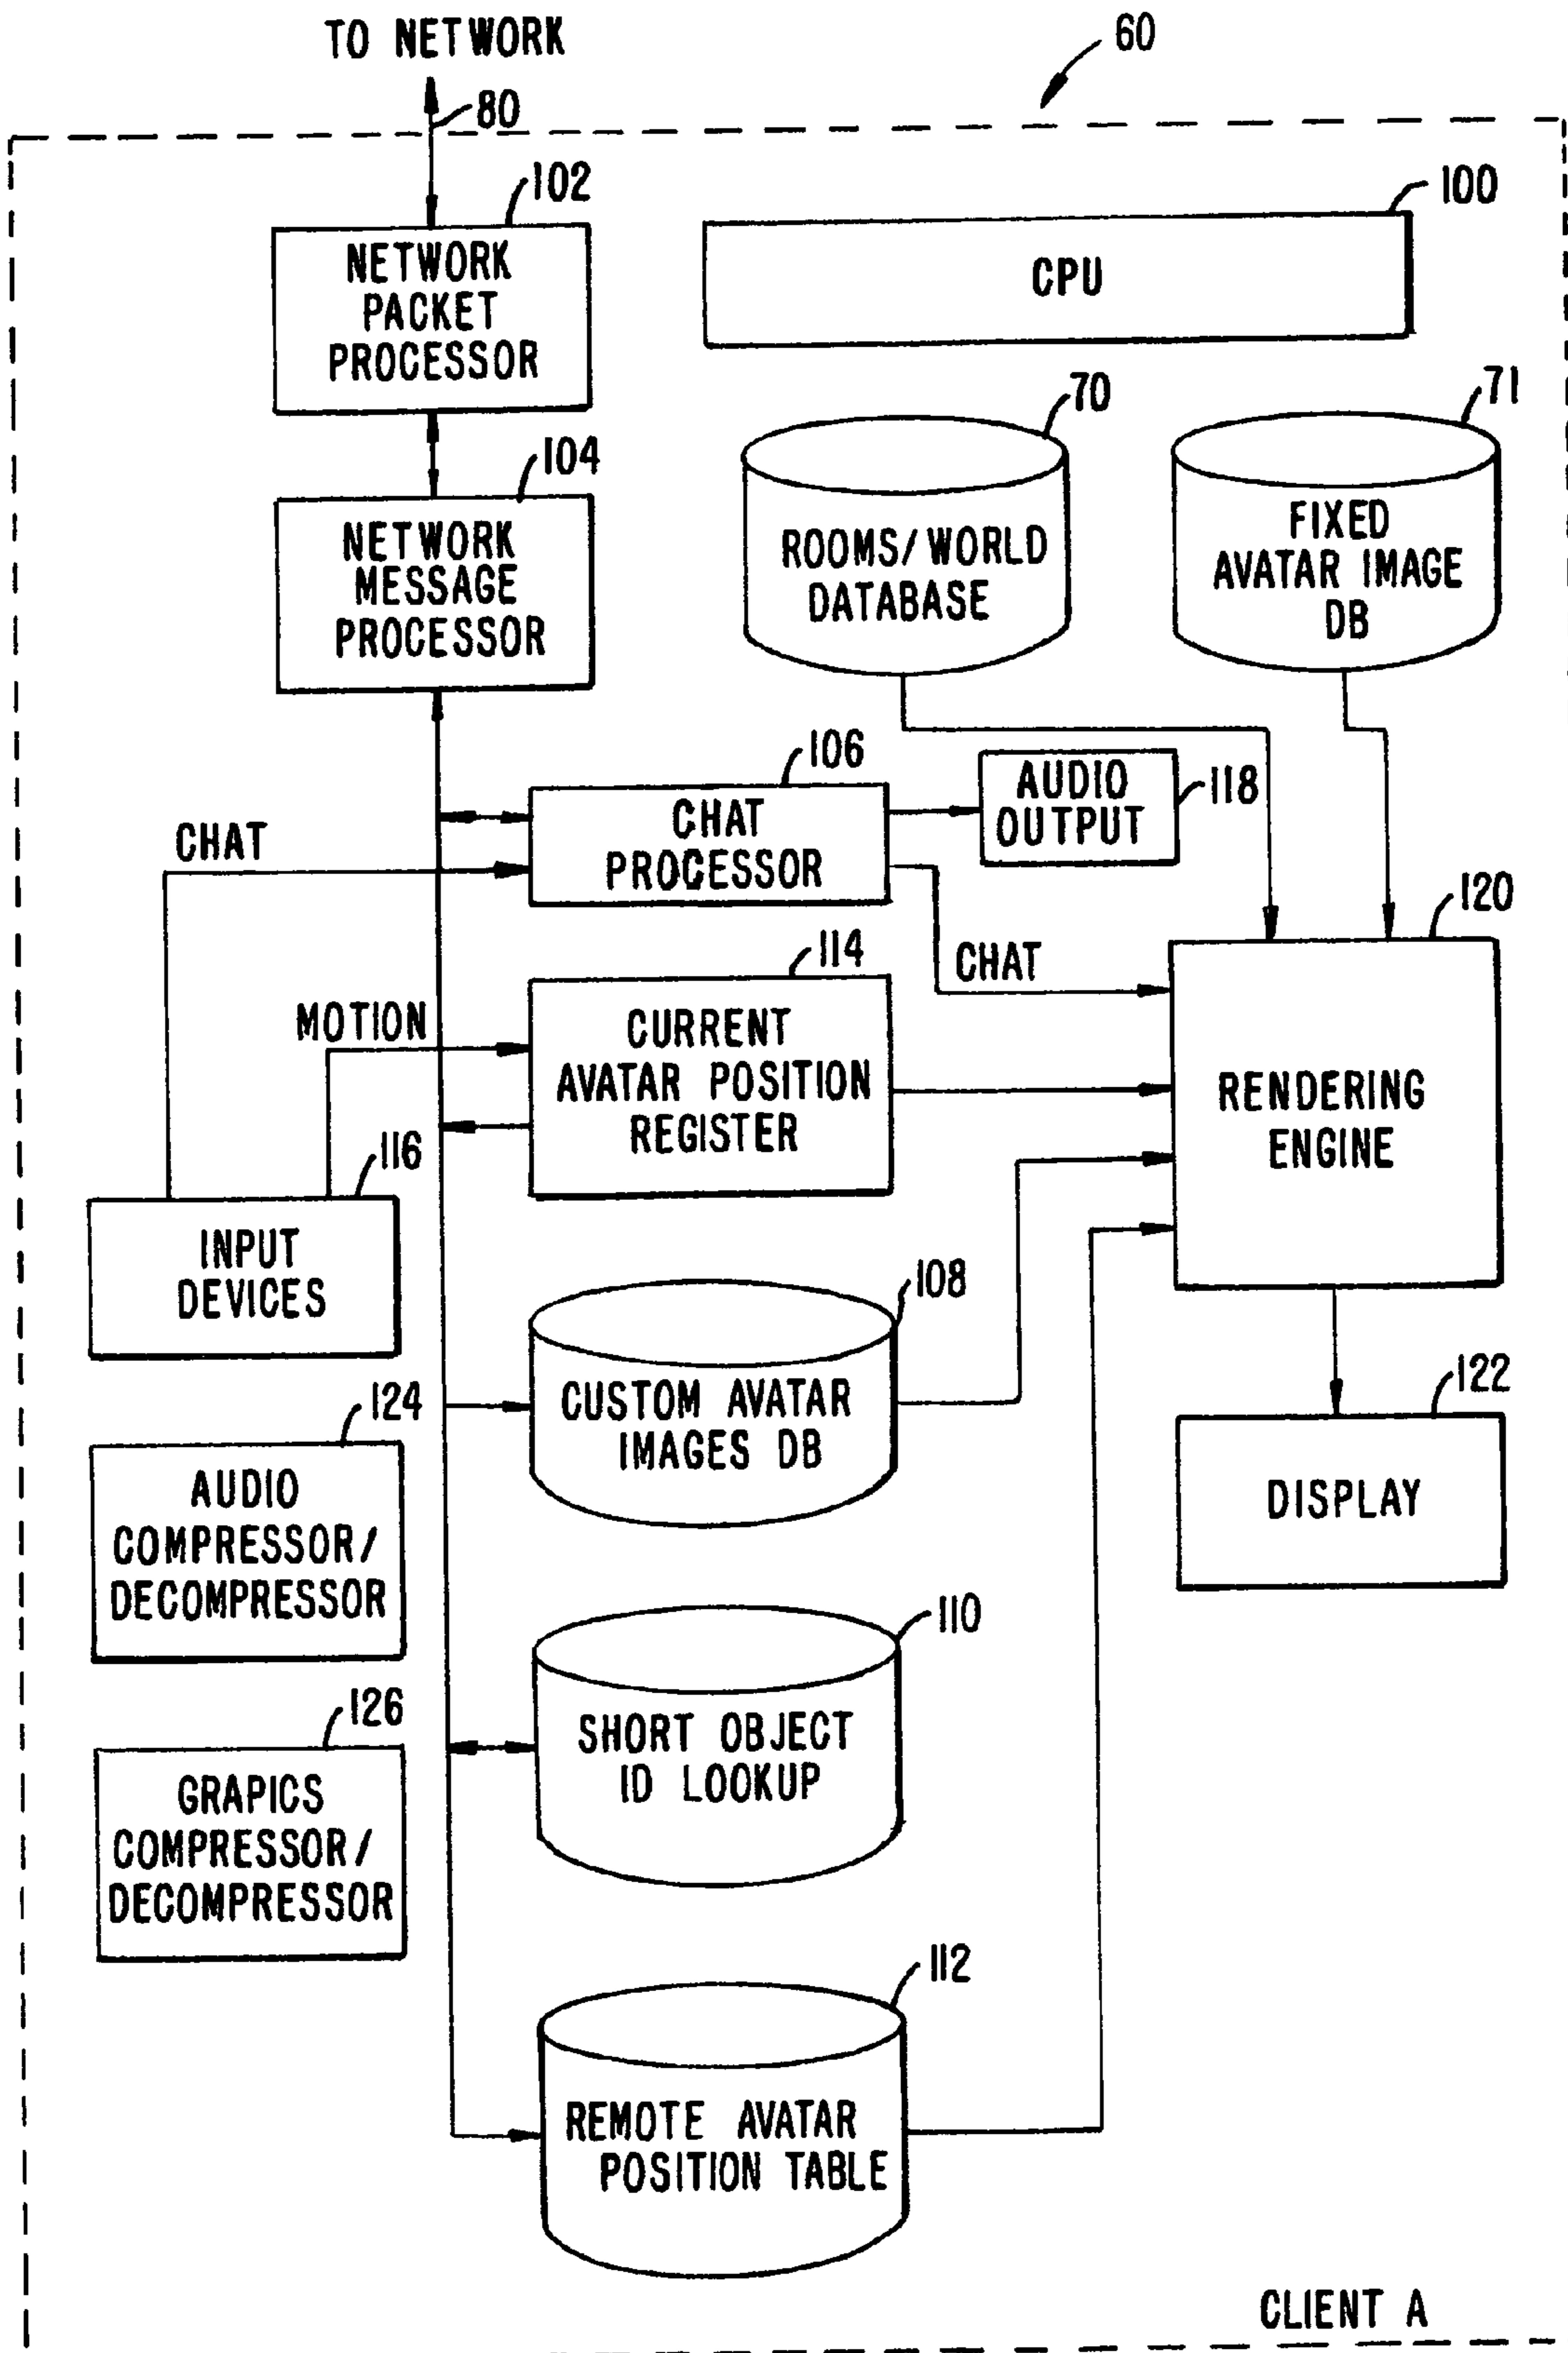 TO NETWORK
60
80
102
NETWORK
PACKET
PROCESSOR
100
CPU
104
NETWORK
MESSAGE
PROCESSOR
70
ROOMS/WORLD
DATABASE
71
FIXED
AVATAR IMAGE
DB
106
CHAT
PROCESSOR
AUDIO
OUTPUT
118
CHAT
CHAT
120
RENDERING
ENGINE
114
CURRENT
AVATAR POSITION
REGISTER
MOTION
116
INPUT
DEVICES
108
CUSTOM AVATAR
IMAGES DB
122
DISPLAY
124
AUDIO
COMPRESSOR/
DECOMPRESSOR
110
SHORT OBJECT
ID LOOKUP
126
GRAPICS
COMPRESSOR/
DECOMPRESSOR
112
REMOTE AVATAR
POSITION TABLE
CLIENT A